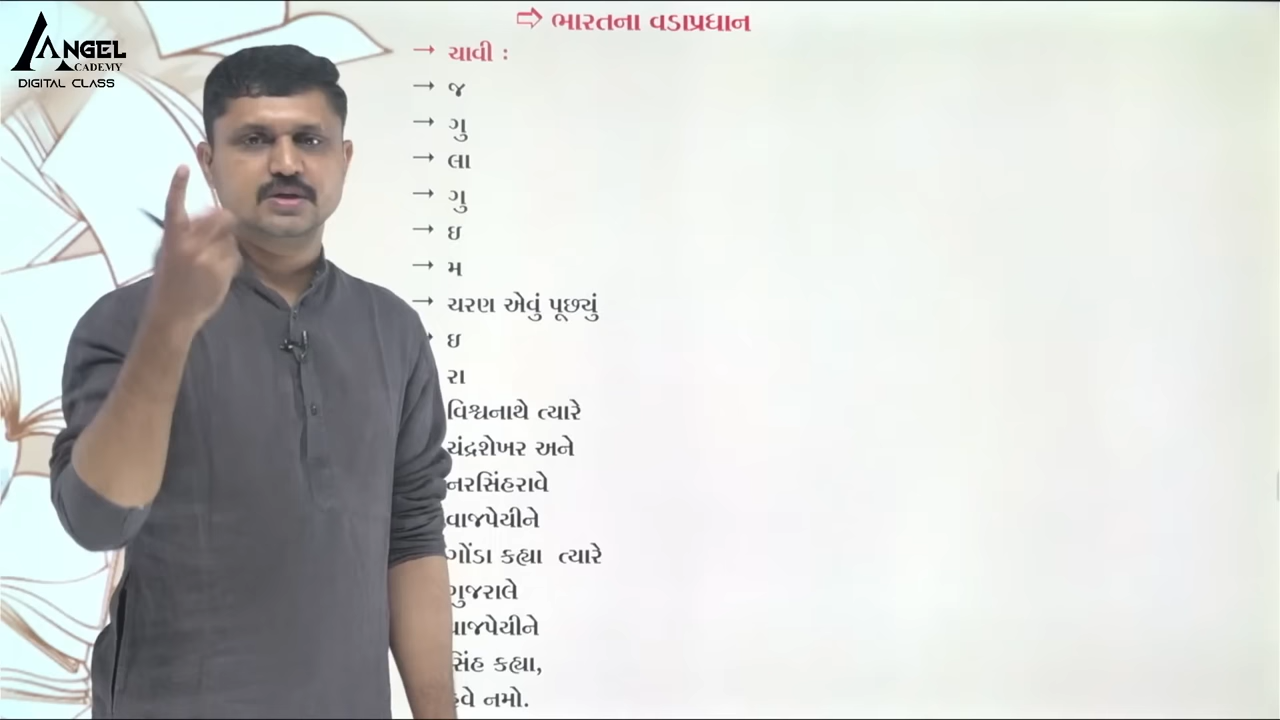 ANGEL
ACADEMY
DIGITAL CLASS
⇨ ભારતના વડાપ્રધાન
→ ચાવી :
→ જ
→ ગુ
→ લા
→ ગુ
→ ઇ
→ મ
→ ચરણ એવું પૂછ્યું
ઇ
રા
વિશ્વનાથે ત્યારે
ચંદ્રશેખર અને
નરસિંહરાવે
વાજપેયીને
ગોંડા કહ્યા ત્યારે
ગુજરાલે
વાજપેયીને
સિંહ કહ્યા,
હવે નમો.